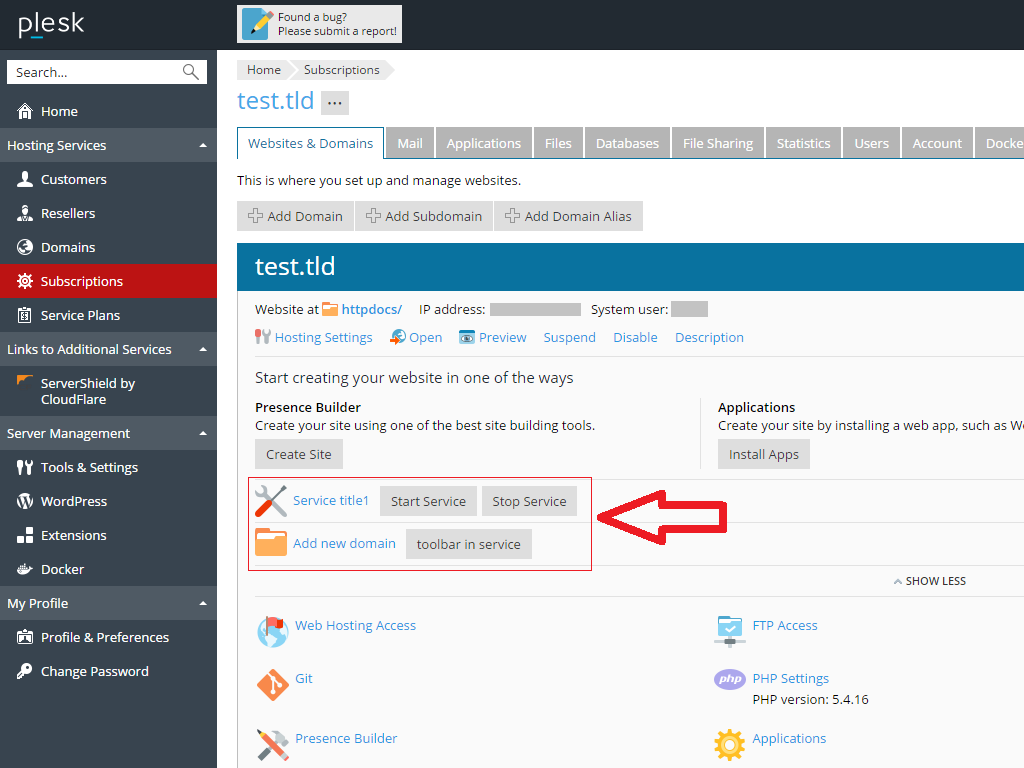 plesk
Found a bug?
Please submit a report!
Search...
Home
Hosting Services
Customers
Resellers
Domains
Subscriptions
Service Plans
Links to Additional Services
ServerShield by
CloudFlare
Server Management
Tools & Settings
WordPress
Extensions
Docker
My Profile
Profile & Preferences
Change Password
Home Subscriptions
test.tld ...
Websites & Domains Mail Applications Files Databases File Sharing Statistics Users Account Docke
This is where you set up and manage websites.
Add Domain Add Subdomain Add Domain Alias
test.tld
Website at httpdocs/ IP address: System user:
Hosting Settings Open Preview Suspend Disable Description
Start creating your website in one of the ways
Presence Builder
Create your site using one of the best site building tools.
Create Site
Applications
Create your site by installing a web app, such as Wo
Install Apps
Service title1 Start Service Stop Service
Add new domain toolbar in service
SHOW LESS
Web Hosting Access
FTP Access
Git
php
PHP Settings
PHP version: 5.4.16
Presence Builder
Applications